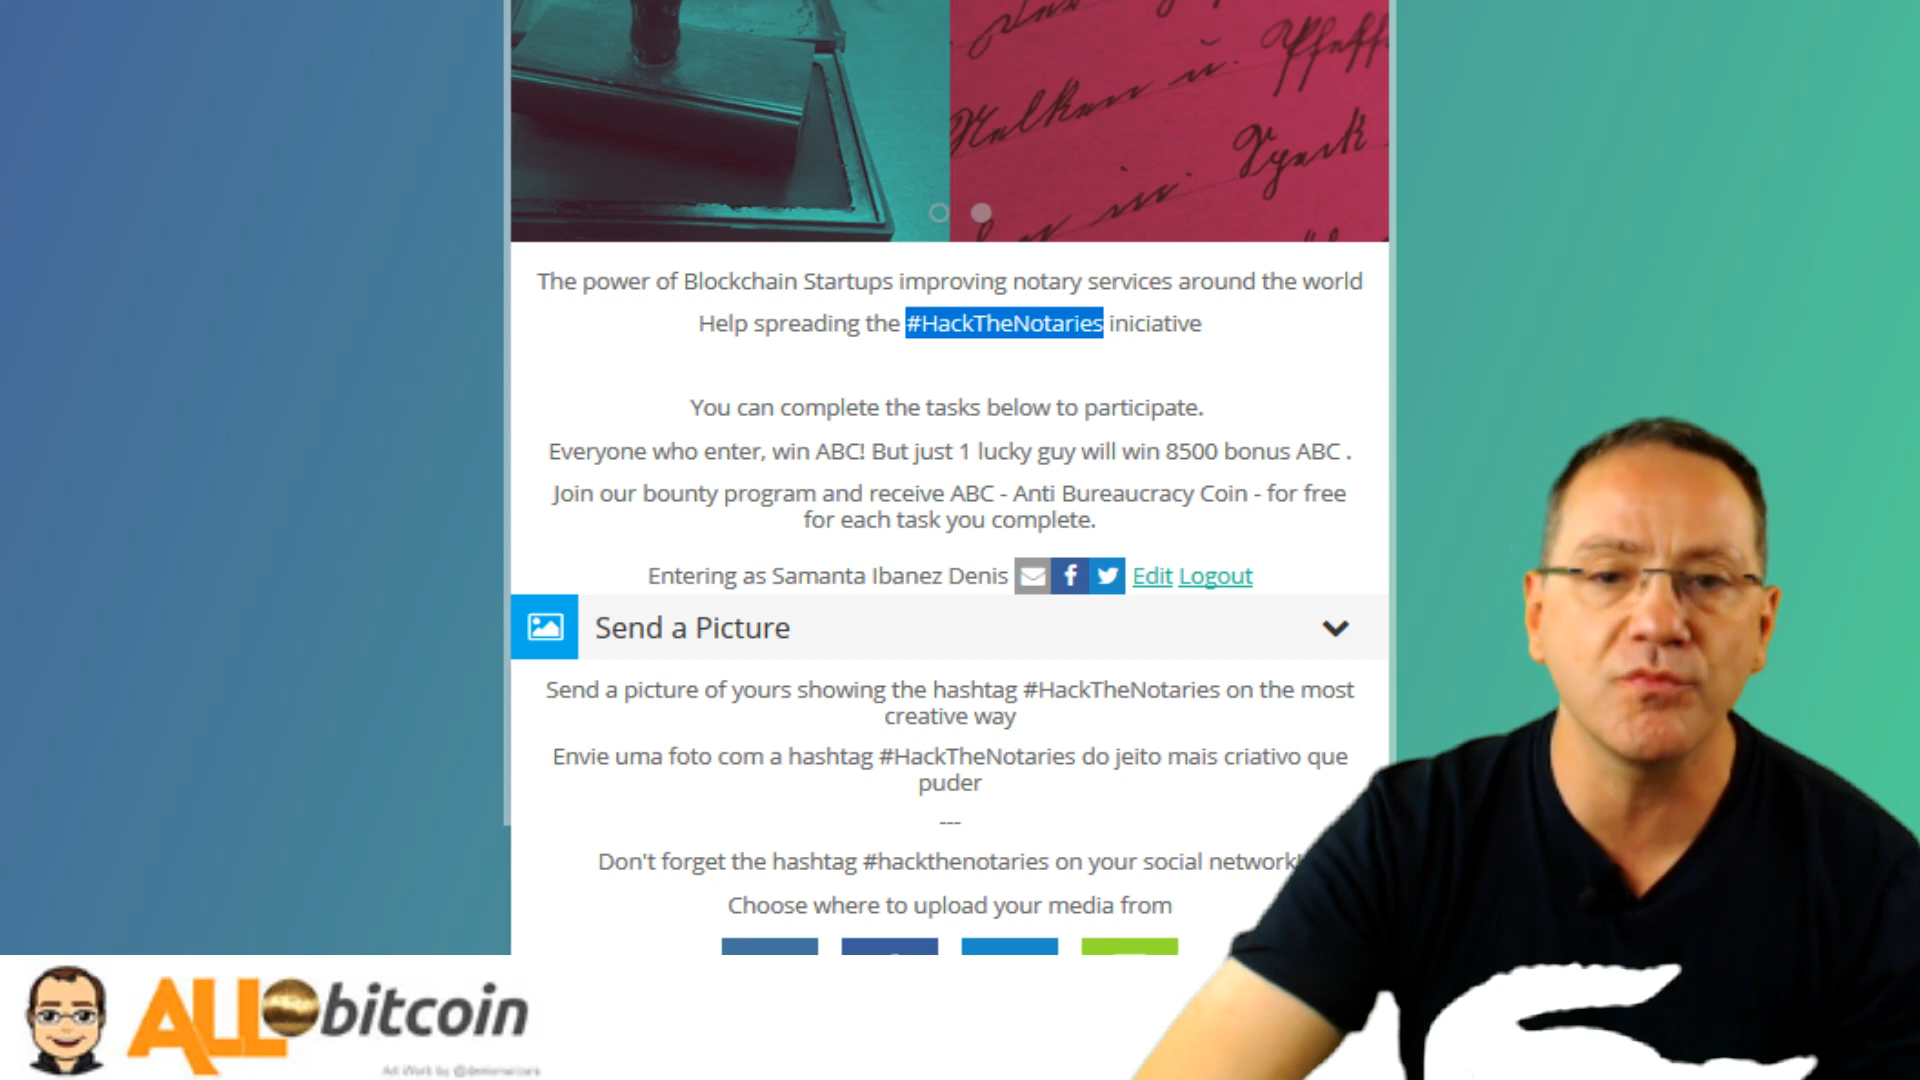 The power of Blockchain Startups improving notary services around the world
Help spreading the #HackTheNotaries iniciative
You can complete the tasks below to participate.
Everyone who enter, win ABC! But just 1 lucky guy will win 8500 bonus ABC .
Join our bounty program and receive ABC - Anti Bureaucracy Coin - for free
for each task you complete.
Entering as Samanta Ibanez Denis Edit Logout
Send a Picture
Send a picture of yours showing the hashtag #HackTheNotaries on the most
creative way
Envie uma foto com a hashtag #HackTheNotaries do jeito mais criativo que
puder
---
Don't forget the hashtag #hackthenotaries on your social network!
Choose where to upload your media from
ALL bitcoin
Art Work by